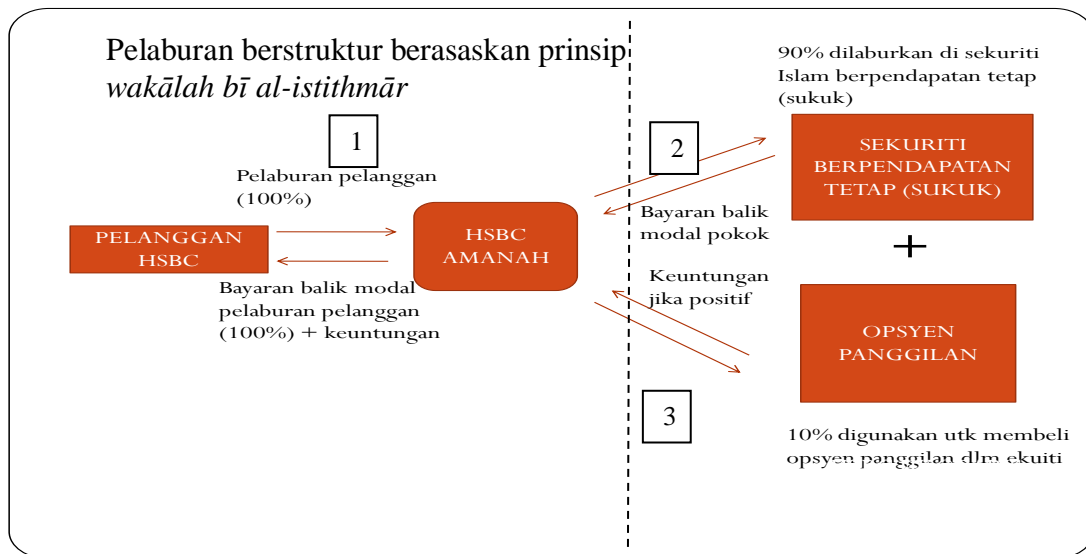 Pelaburan berstruktur berasaskan prinsip
wakālah bī al-istithmār
1
Pelaburan pelanggan
(100%)
PELANGGAN
HSBC
HSBC
AMANAH
Bayaran balik modal
pelaburan pelanggan
(100%) + keuntungan
2
90% dilaburkan di sekuriti
Islam berpendapatan tetap
(sukuk)
SEKURITI
BERPENDAPATAN
TETAP (SUKUK)
Bayaran balik
modal pokok
+
Keuntungan
jika positif
OPSYEN
PANGGILAN
3
10% digunakan utk membeli
opsyen panggilan dlm ekuiti